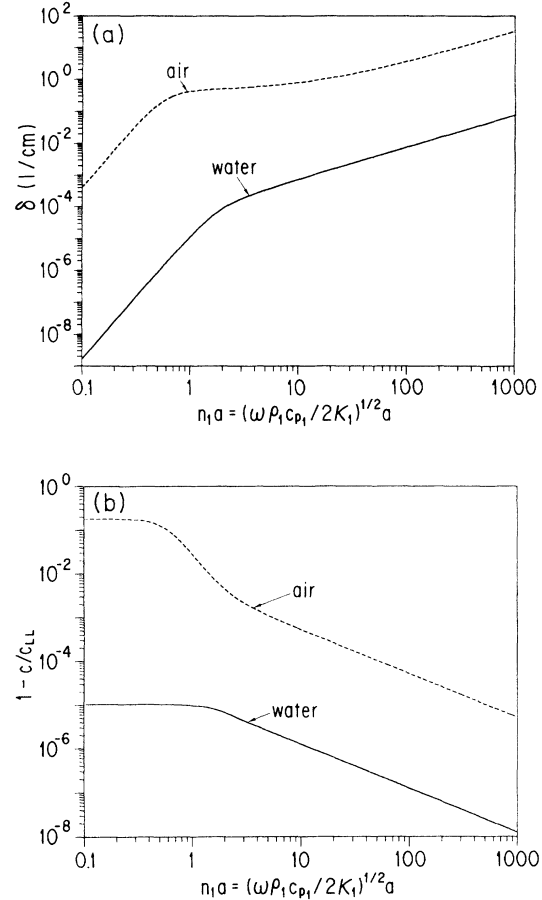 (a)
air
water
δ (1/cm)
10²
10⁰
10⁻²
10⁻⁴
10⁻⁶
10⁻⁸
0.1 1 10 100 1000
n₁a = (ωρ₁cₚ₁/2K₁)^1/2 a
(b)
air
water
1 - c/c_LL
10⁰
10⁻²
10⁻⁴
10⁻⁶
10⁻⁸
0.1 1 10 100 1000
n₁a = (ωρ₁cₚ₁/2K₁)^1/2 a